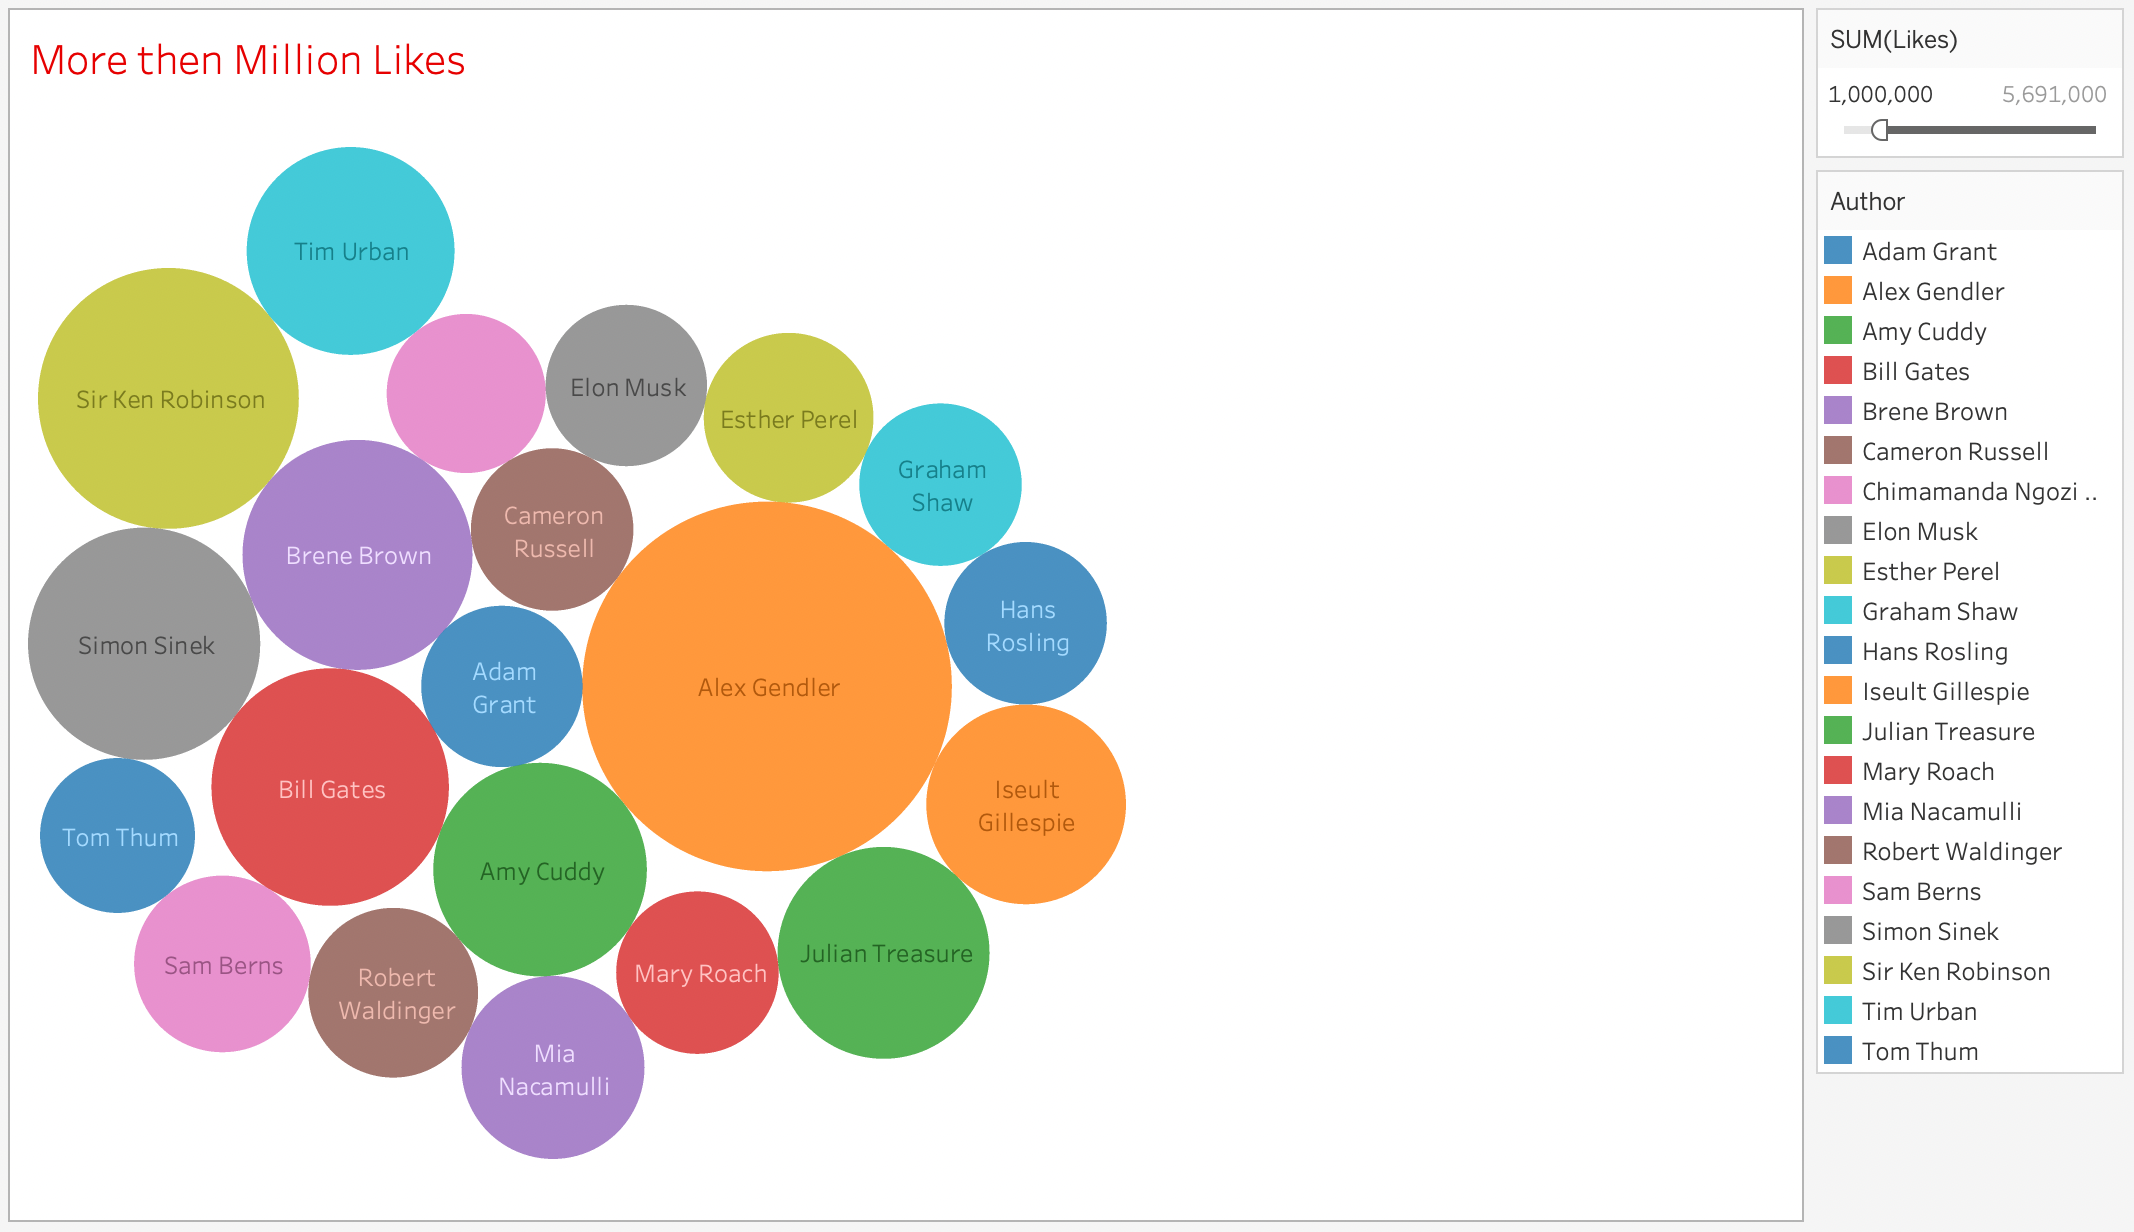 More then Million Likes
Tim Urban
Sir Ken Robinson
Elon Musk
Esther Perel
Graham
Shaw
Cameron
Russell
Brene Brown
Hans
Rosling
Simon Sinek
Adam
Grant
Alex Gendler
Bill Gates
Iseult
Gillespie
Tom Thum
Amy Cuddy
Julian Treasure
Sam Berns
Robert
Waldinger
Mary Roach
Mia
Nacamulli
SUM(Likes)
1,000,000 5,691,000
Author
Adam Grant
Alex Gendler
Amy Cuddy
Bill Gates
Brene Brown
Cameron Russell
Chimamanda Ngozi ..
Elon Musk
Esther Perel
Graham Shaw
Hans Rosling
Iseult Gillespie
Julian Treasure
Mary Roach
Mia Nacamulli
Robert Waldinger
Sam Berns
Simon Sinek
Sir Ken Robinson
Tim Urban
Tom Thum